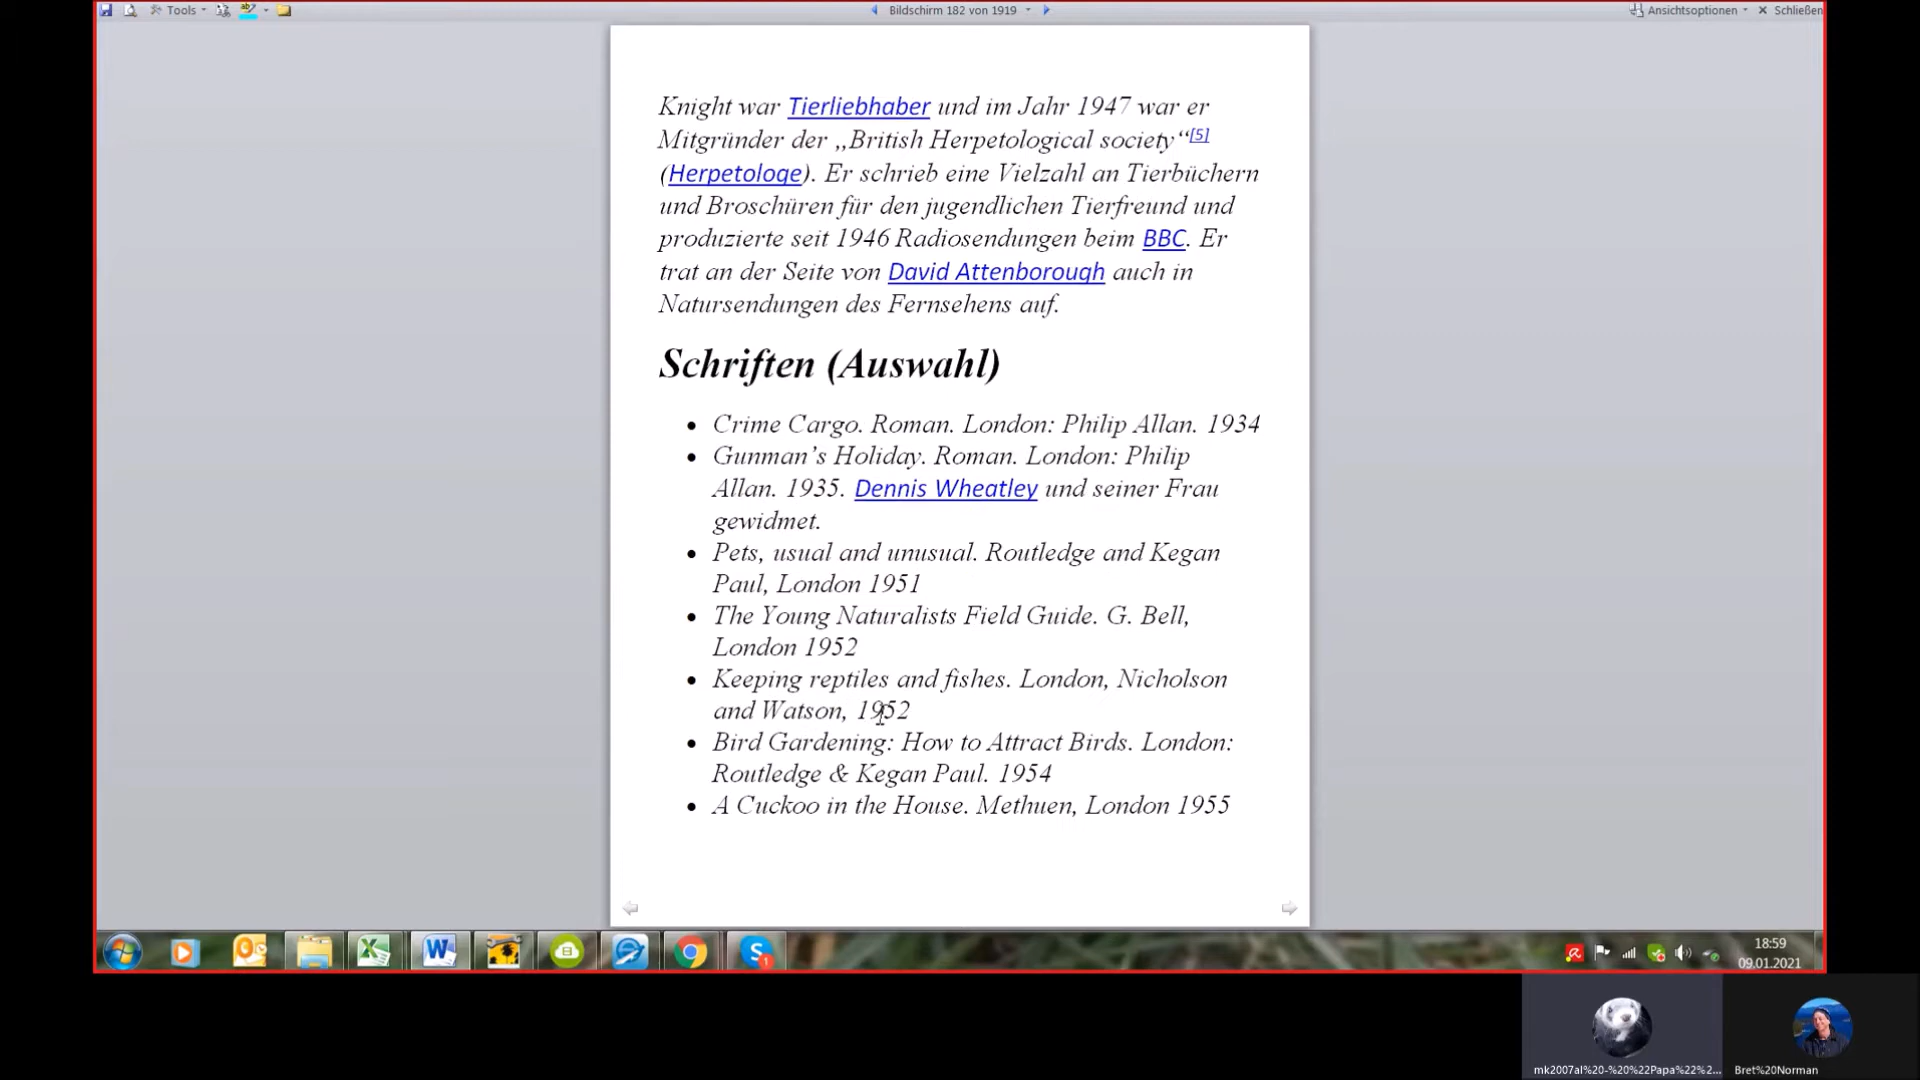 Tools
Bildschirm 182 von 1919
Ansichtsoptionen
Schließen
Knight war Tierliebhaber und im Jahr 1947 war er
Mitgründer der „British Herpetological society“[5]
(Herpetologe). Er schrieb eine Vielzahl an Tierbüchern
und Broschüren für den jugendlichen Tierfreund und
produzierte seit 1946 Radiosendungen beim BBC. Er
trat an der Seite von David Attenborough auch in
Natursendungen des Fernsehens auf.
Schriften (Auswahl)
• Crime Cargo. Roman. London: Philip Allan. 1934
• Gunman’s Holiday. Roman. London: Philip
Allan. 1935. Dennis Wheatley und seiner Frau
gewidmet.
• Pets, usual and unusual. Routledge and Kegan
Paul, London 1951
• The Young Naturalists Field Guide. G. Bell,
London 1952
• Keeping reptiles and fishes. London, Nicholson
and Watson, 1952
• Bird Gardening: How to Attract Birds. London:
Routledge & Kegan Paul. 1954
• A Cuckoo in the House. Methuen, London 1955
18:59
09.01.2021
mk2007al%20-%20%22Papa%22%2...
Bret%20Norman